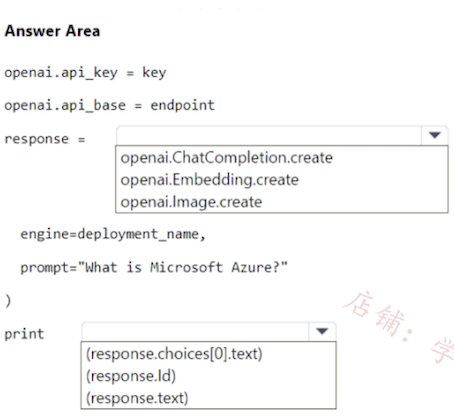 Answer Area
openai.api_key = key
openai.api_base = endpoint
response =
openai.ChatCompletion.create
openai.Embedding.create
openai.Image.create
engine=deployment_name,
prompt="What is Microsoft Azure?"
)
print
(response.choices[0].text)
(response.Id)
(response.text)
店铺：学